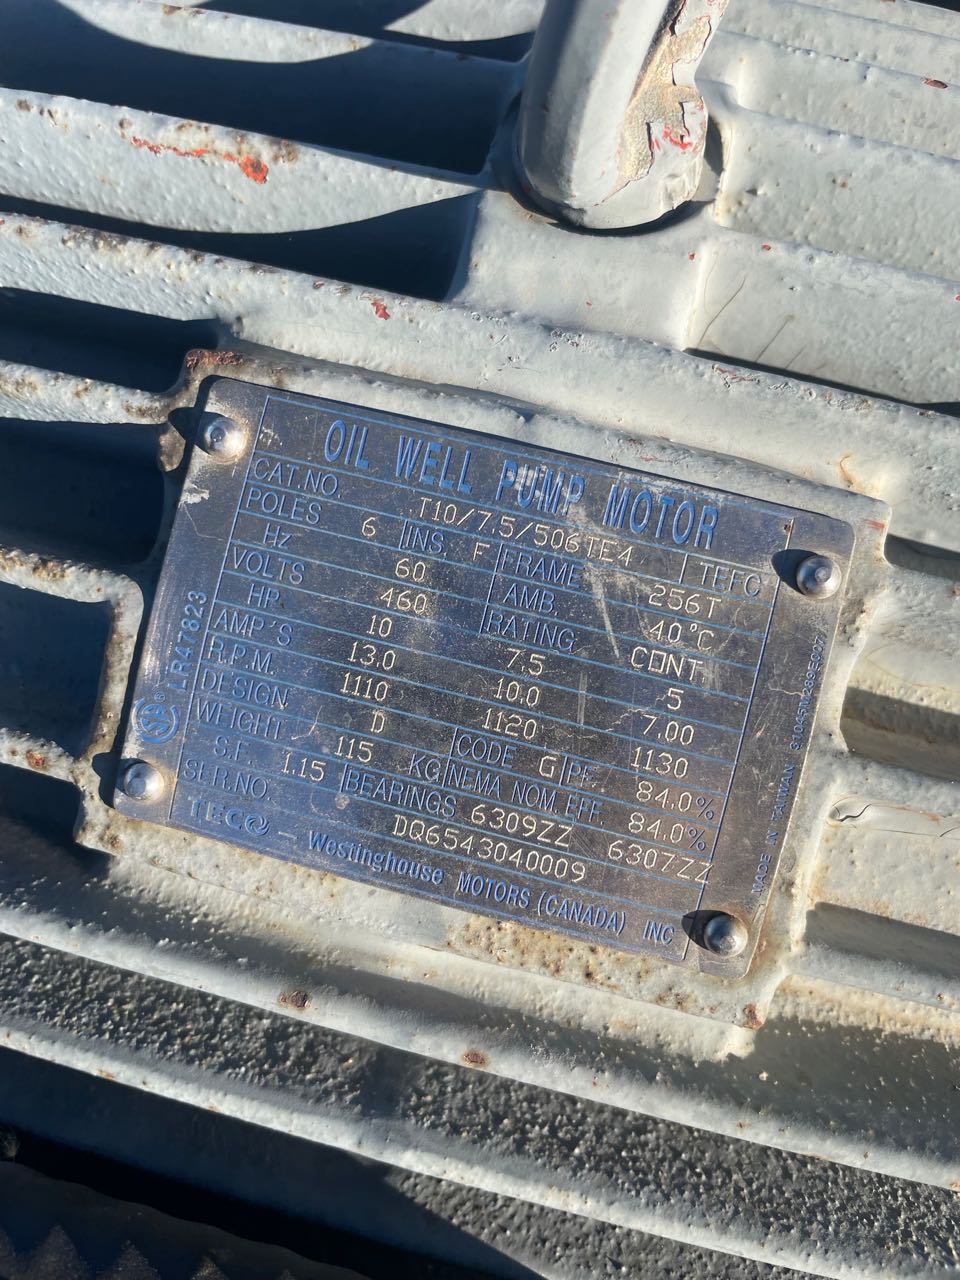 OIL WELL PUMP MOTOR
CAT.NO. T10/7.5/506TE4 TEFC
POLES 6 INS. F FRAME 256T
Hz 60 AMB. 40°C
VOLTS 460 RATING CONT.
HP 10 7.5 5
AMP'S 13.0 10.0 7.00
R.P.M. 1110 1120 1130
DESIGN D CODE G P.F. 84.0%
WEIGHT 115 KG NEMA NOM. EFF. 84.0%
S.F. 1.15 BEARINGS 6309ZZ 6307ZZ
SER.NO. DQ6543040009
TECO – Westinghouse MOTORS (CANADA) INC
LR47823
MADE IN TAIWAN